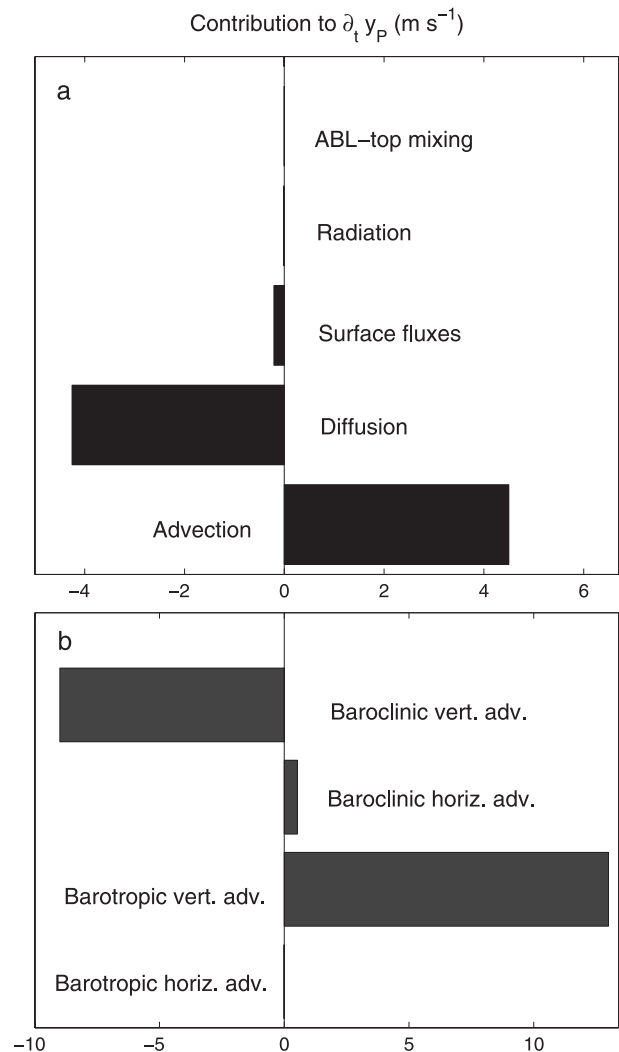 Contribution to ∂t yP (m s−1)
a
ABL−top mixing
Radiation
Surface fluxes
Diffusion
Advection
−4 −2 0 2 4 6
b
Baroclinic vert. adv.
Baroclinic horiz. adv.
Barotropic vert. adv.
Barotropic horiz. adv.
−10 −5 0 5 10